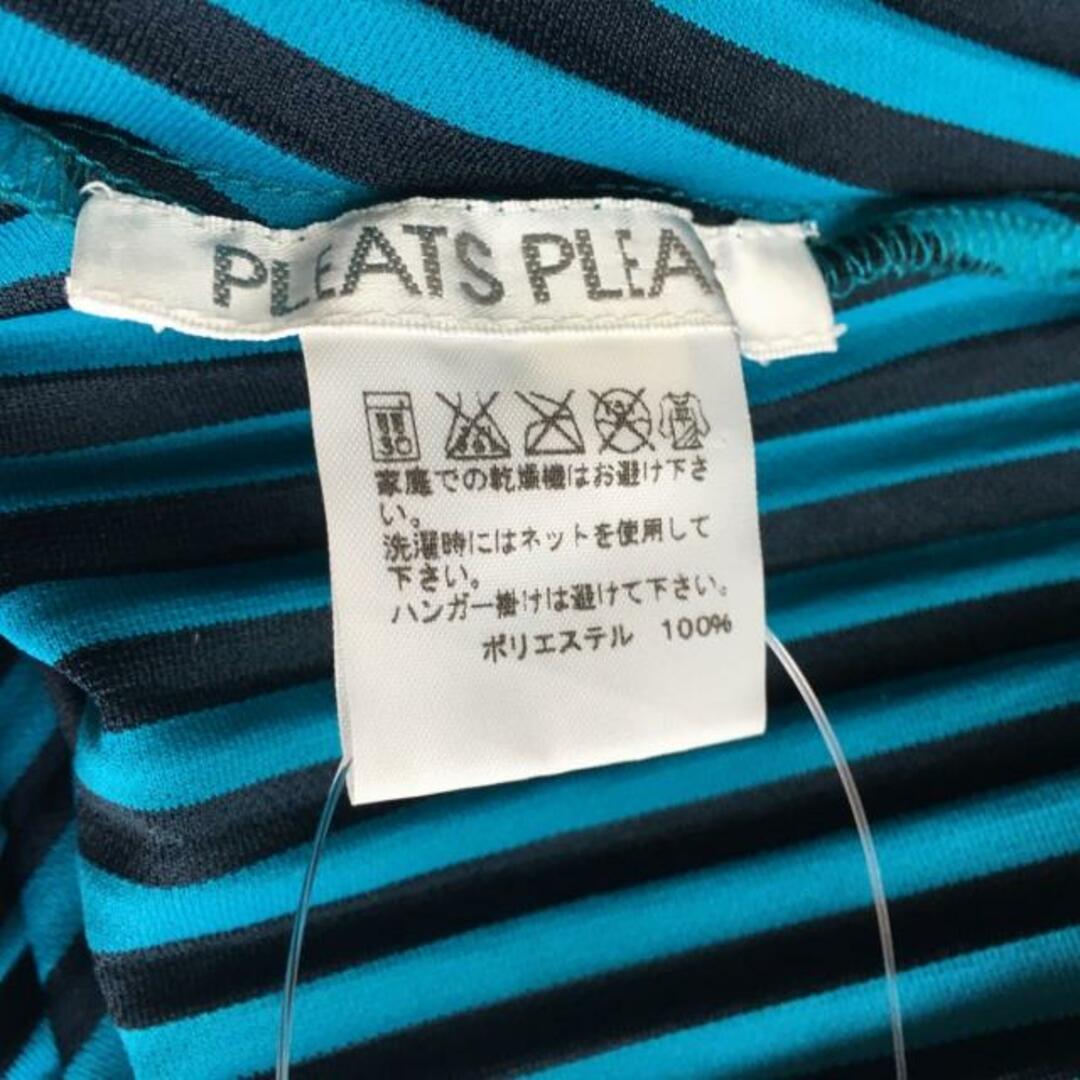 PLEATS PLEA
30
家庭での乾燥機はお避け下さ
い。
洗濯時にはネットを使用して
下さい。
ハンガー掛けは避けて下さい。
ポリエステル 100%